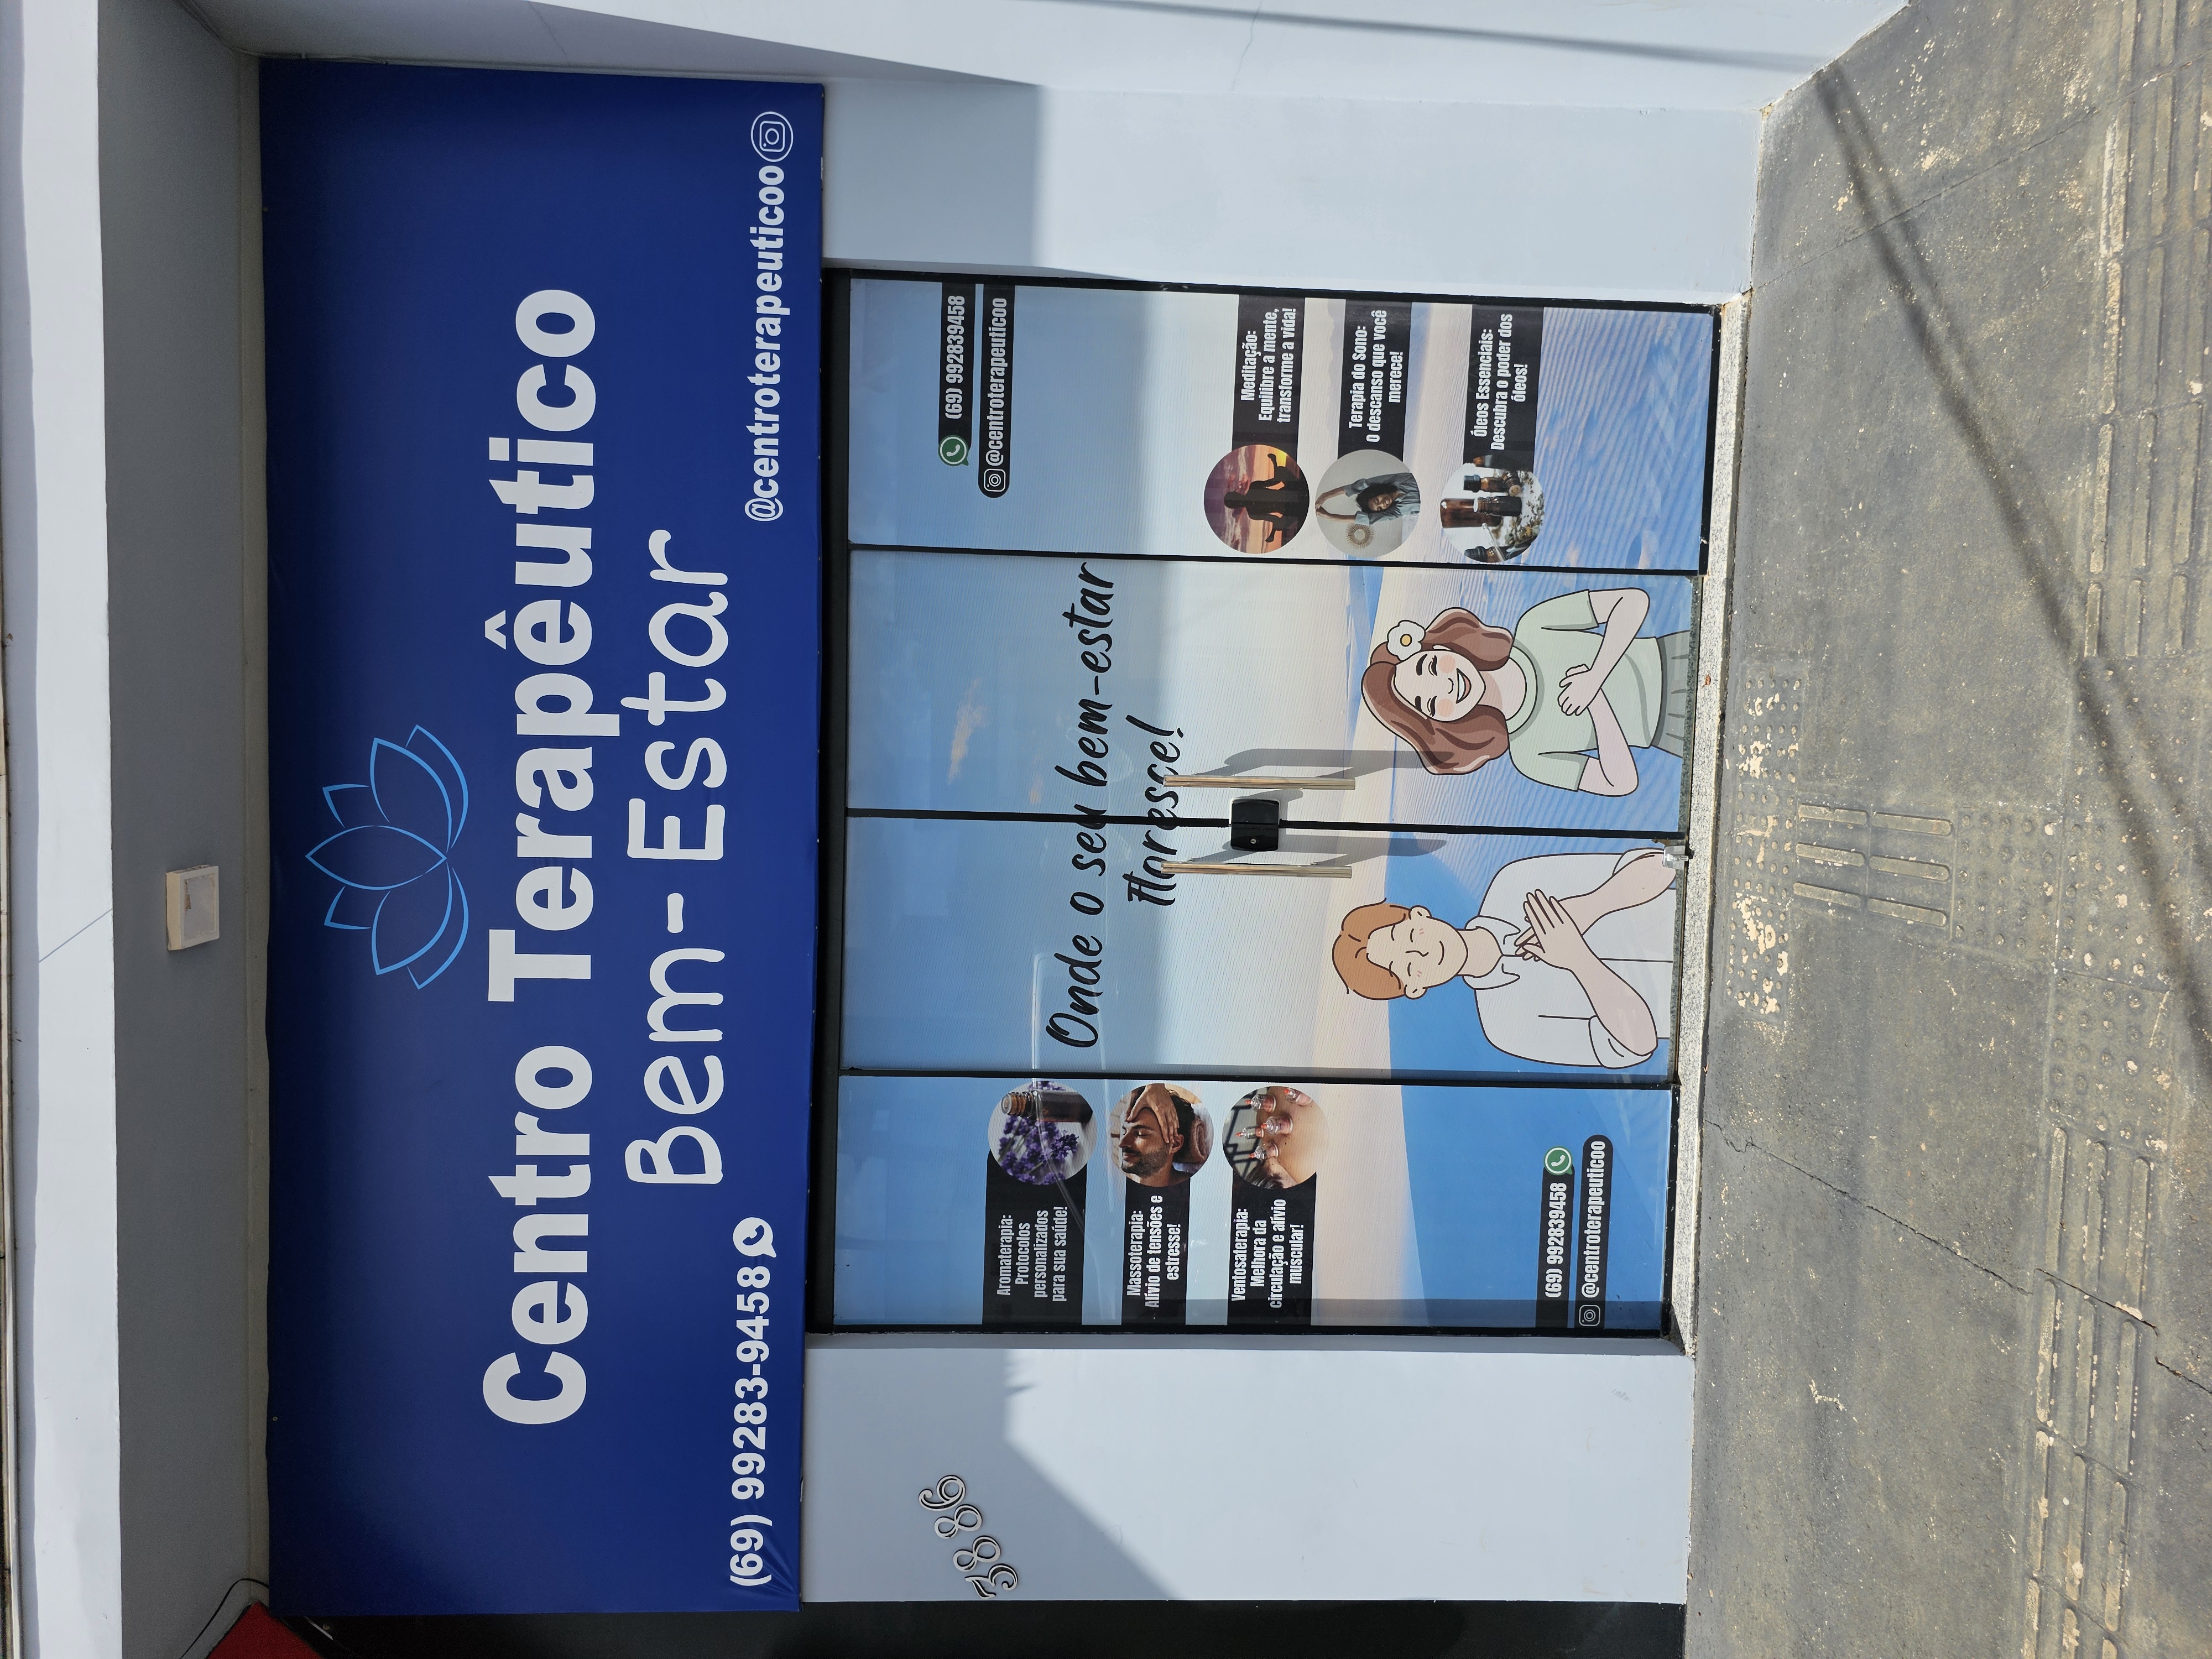 Centro Terapêutico
Bem-Estar
(69) 99283-9458
@centroterapeuticoo
3886
Aromaterapia:
Protocolos
personalizados
para sua saúde!
Massoterapia:
Alívio de tensões e
estresse!
Ventosaterapia:
Melhora da
circulação e alívio
muscular!
(69) 992839458
@centroterapeuticoo
Onde o seu bem-estar
floresce!
(69) 992839458
@centroterapeuticoo
Meditação:
Equilibre a mente,
transforme a vida!
Terapia do Sono:
O descanso que você
merece!
Óleos Essenciais:
Descubra o poder dos
óleos!